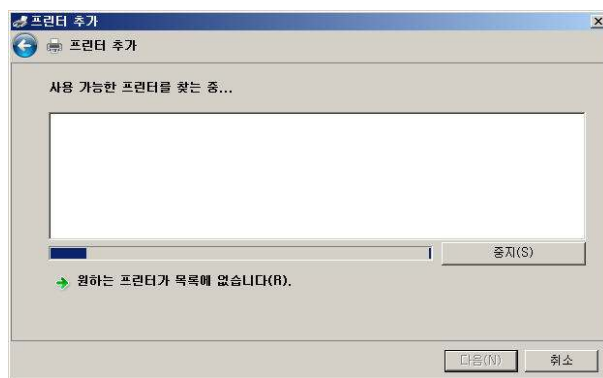 프린터 추가
프린터 추가
사용 가능한 프린터를 찾는 중...
중지(S)
원하는 프린터가 목록에 없습니다(R).
다음(N)
취소